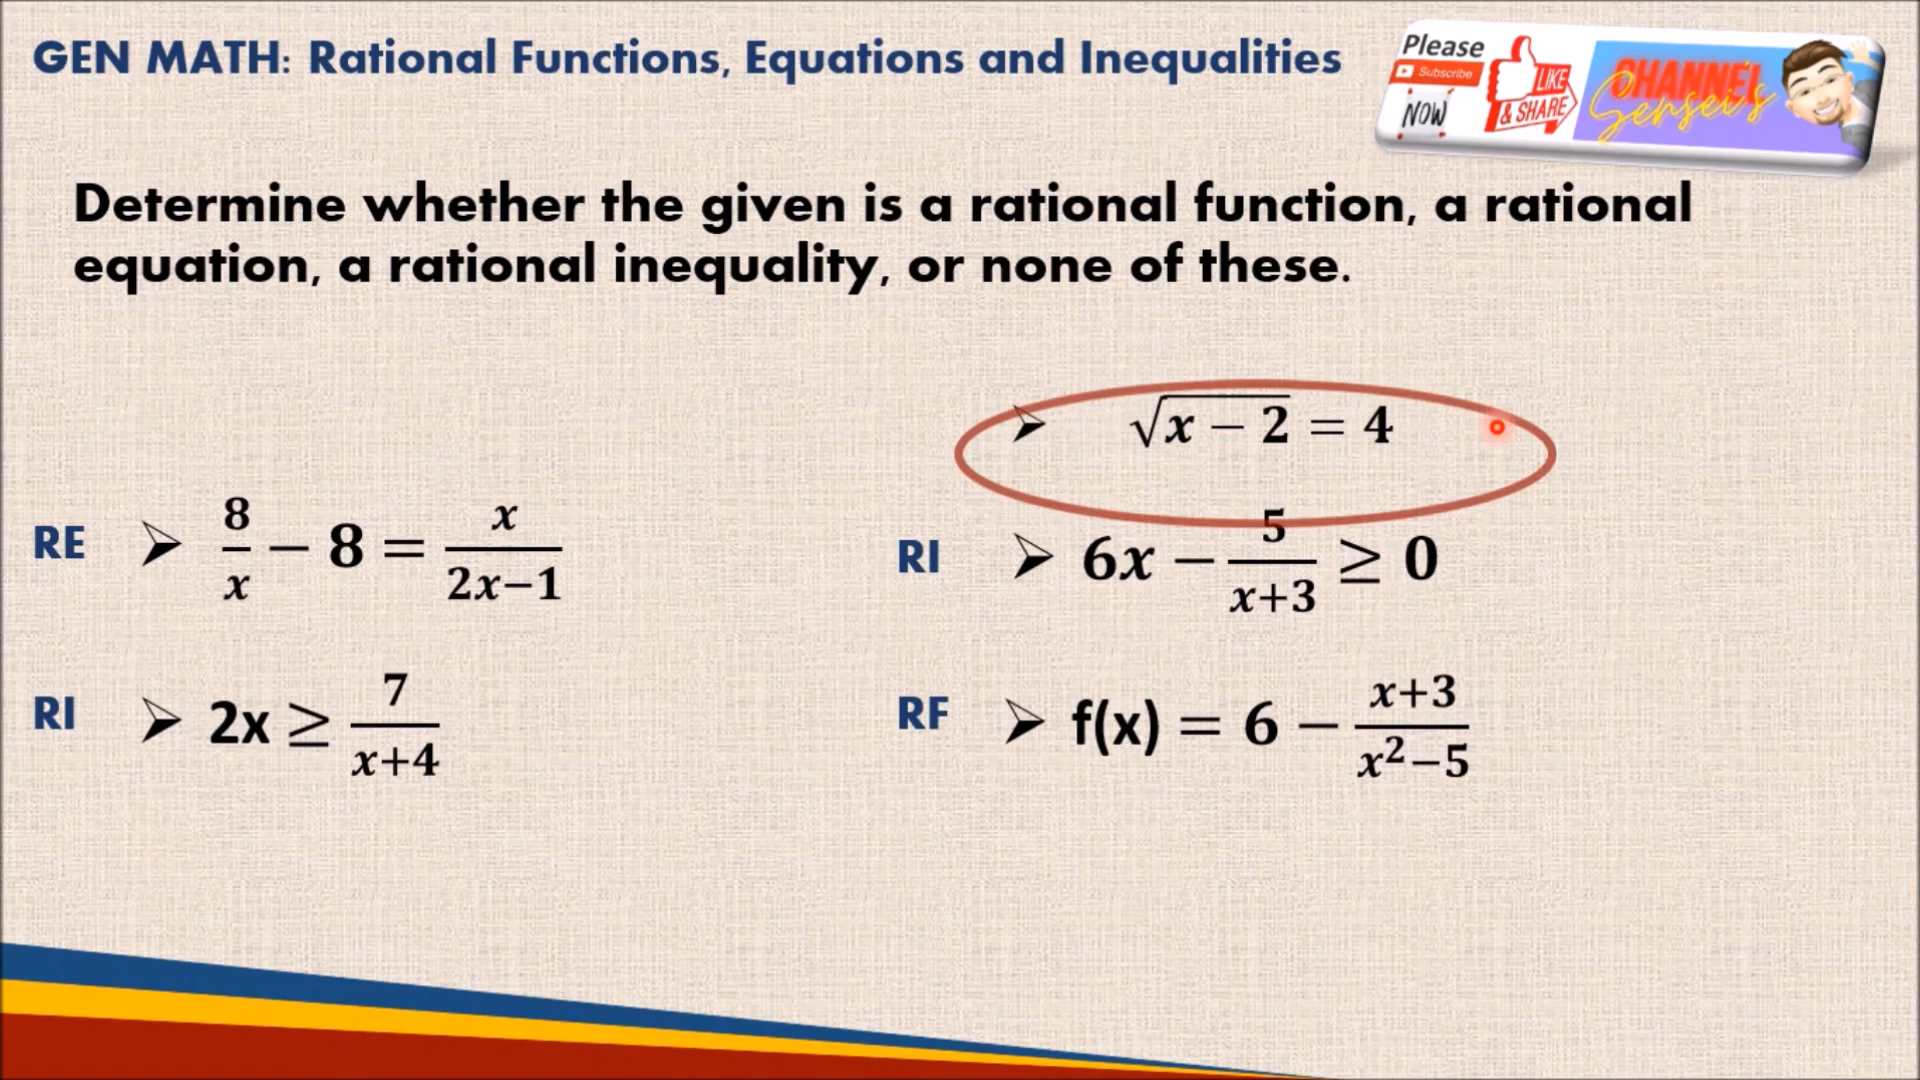 GEN MATH: Rational Functions, Equations and Inequalities
Please
Subscribe
NOW
LIKE
& SHARE
CHANNEL
Sensei's
Determine whether the given is a rational function, a rational
equation, a rational inequality, or none of these.
➢ √(x − 2) = 4
RE ➢ 8/x − 8 = x/(2x−1)
RI ➢ 6x − 5/(x+3) ≥ 0
RI ➢ 2x ≥ 7/(x+4)
RF ➢ f(x) = 6 − (x+3)/(x²−5)